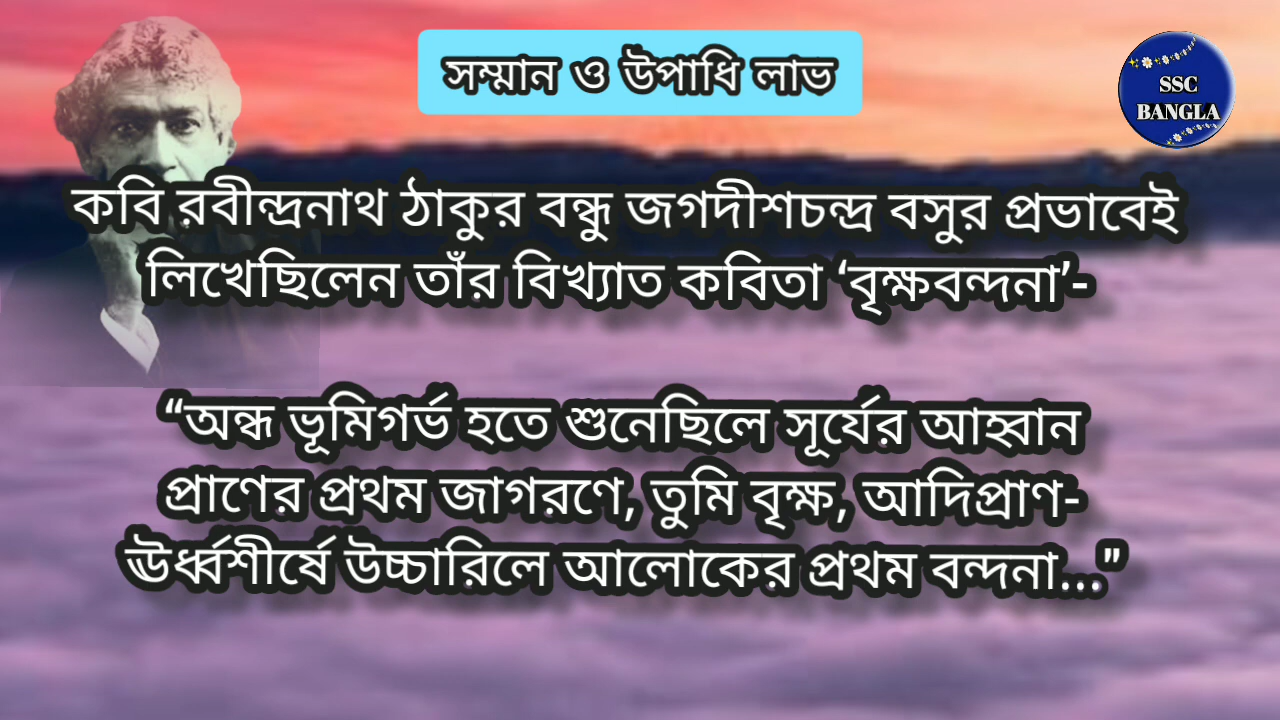 সম্মান ও উপাধি লাভ
SSC
BANGLA
কবি রবীন্দ্রনাথ ঠাকুর বন্ধু জগদীশচন্দ্র বসুর প্রভাবেই
লিখেছিলেন তাঁর বিখ্যাত কবিতা ‘বৃক্ষবন্দনা’-
“অন্ধ ভূমিগর্ভ হতে শুনেছিলে সূর্যের আহ্বান
প্রাণের প্রথম জাগরণে, তুমি বৃক্ষ, আদিপ্রাণ-
ঊর্ধ্বশীর্ষে উচ্চারিলে আলোকের প্রথম বন্দনা...”